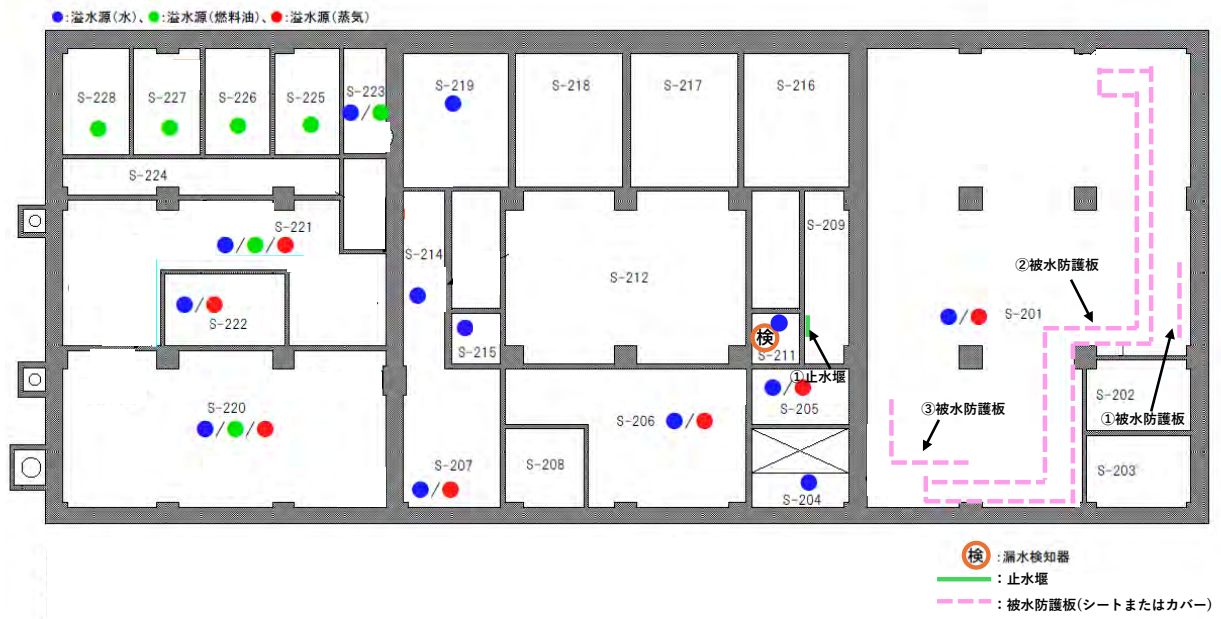 ●:溢水源(水)、●:溢水源(燃料油)、●:溢水源(蒸気)
S-228
S-227
S-226
S-225
S-223
S-219
S-218
S-217
S-216
S-224
S-221
S-214
S-209
S-212
②被水防護板
S-201
S-222
S-215
検
S-211
①止水堰
S-220
S-206
S-205
S-202
③被水防護板
①被水防護板
S-207
S-208
S-204
S-203
検:漏水検知器
:止水堰
:被水防護板(シートまたはカバー)